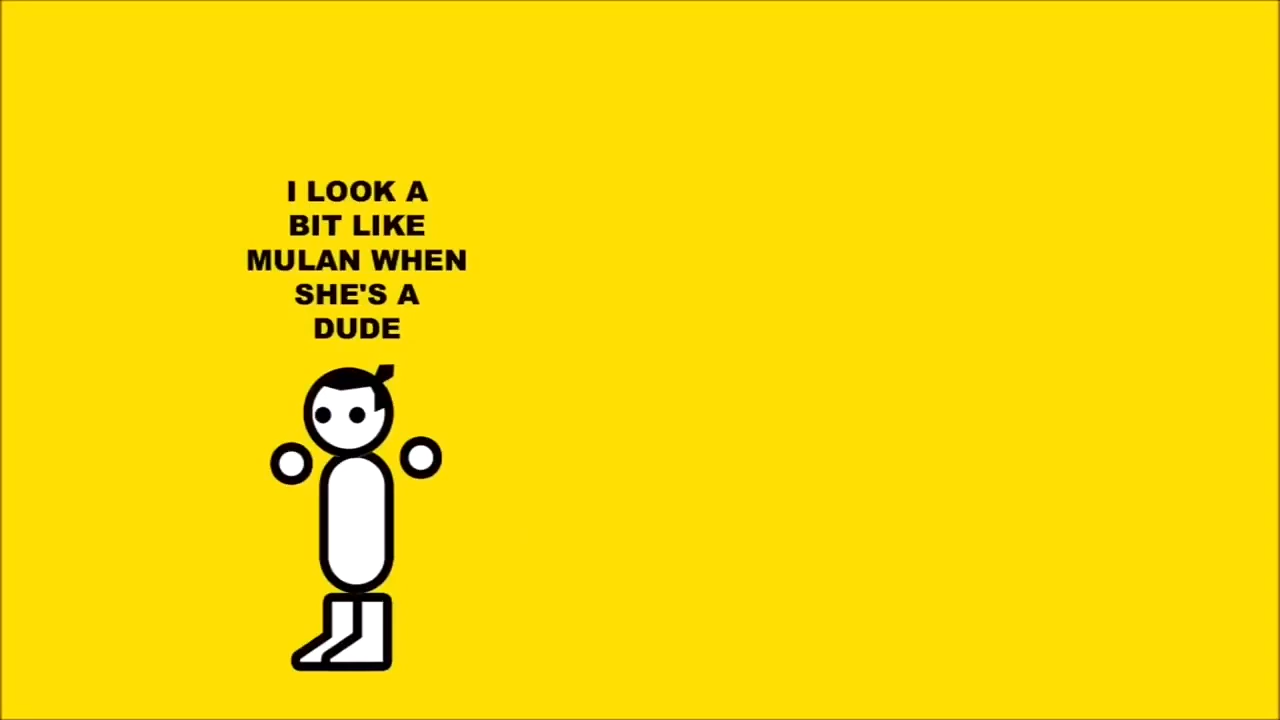 I LOOK A
BIT LIKE
MULAN WHEN
SHE'S A
DUDE